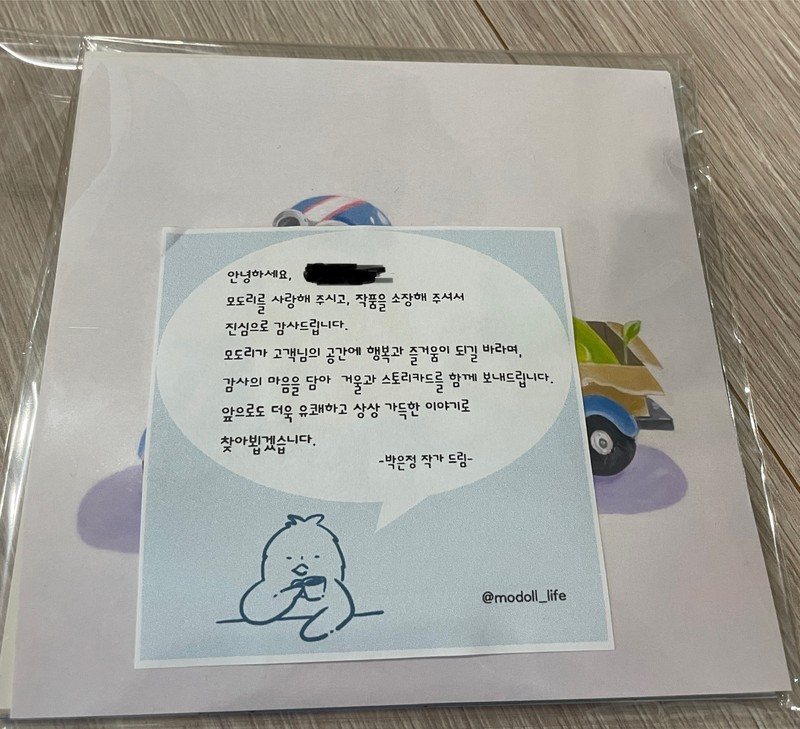 안녕하세요,
모도리를 사랑해 주시고, 작품을 소장해 주셔서
진심으로 감사드립니다.
모도리가 고객님의 공간에 행복과 즐거움이 되길 바라며,
감사의 마음을 담아 거울과 스토리카드를 함께 보내드립니다.
앞으로도 더욱 유쾌하고 상상 가득한 이야기로
찾아뵙겠습니다.
-박은정 작가 드림-
@modoll_life